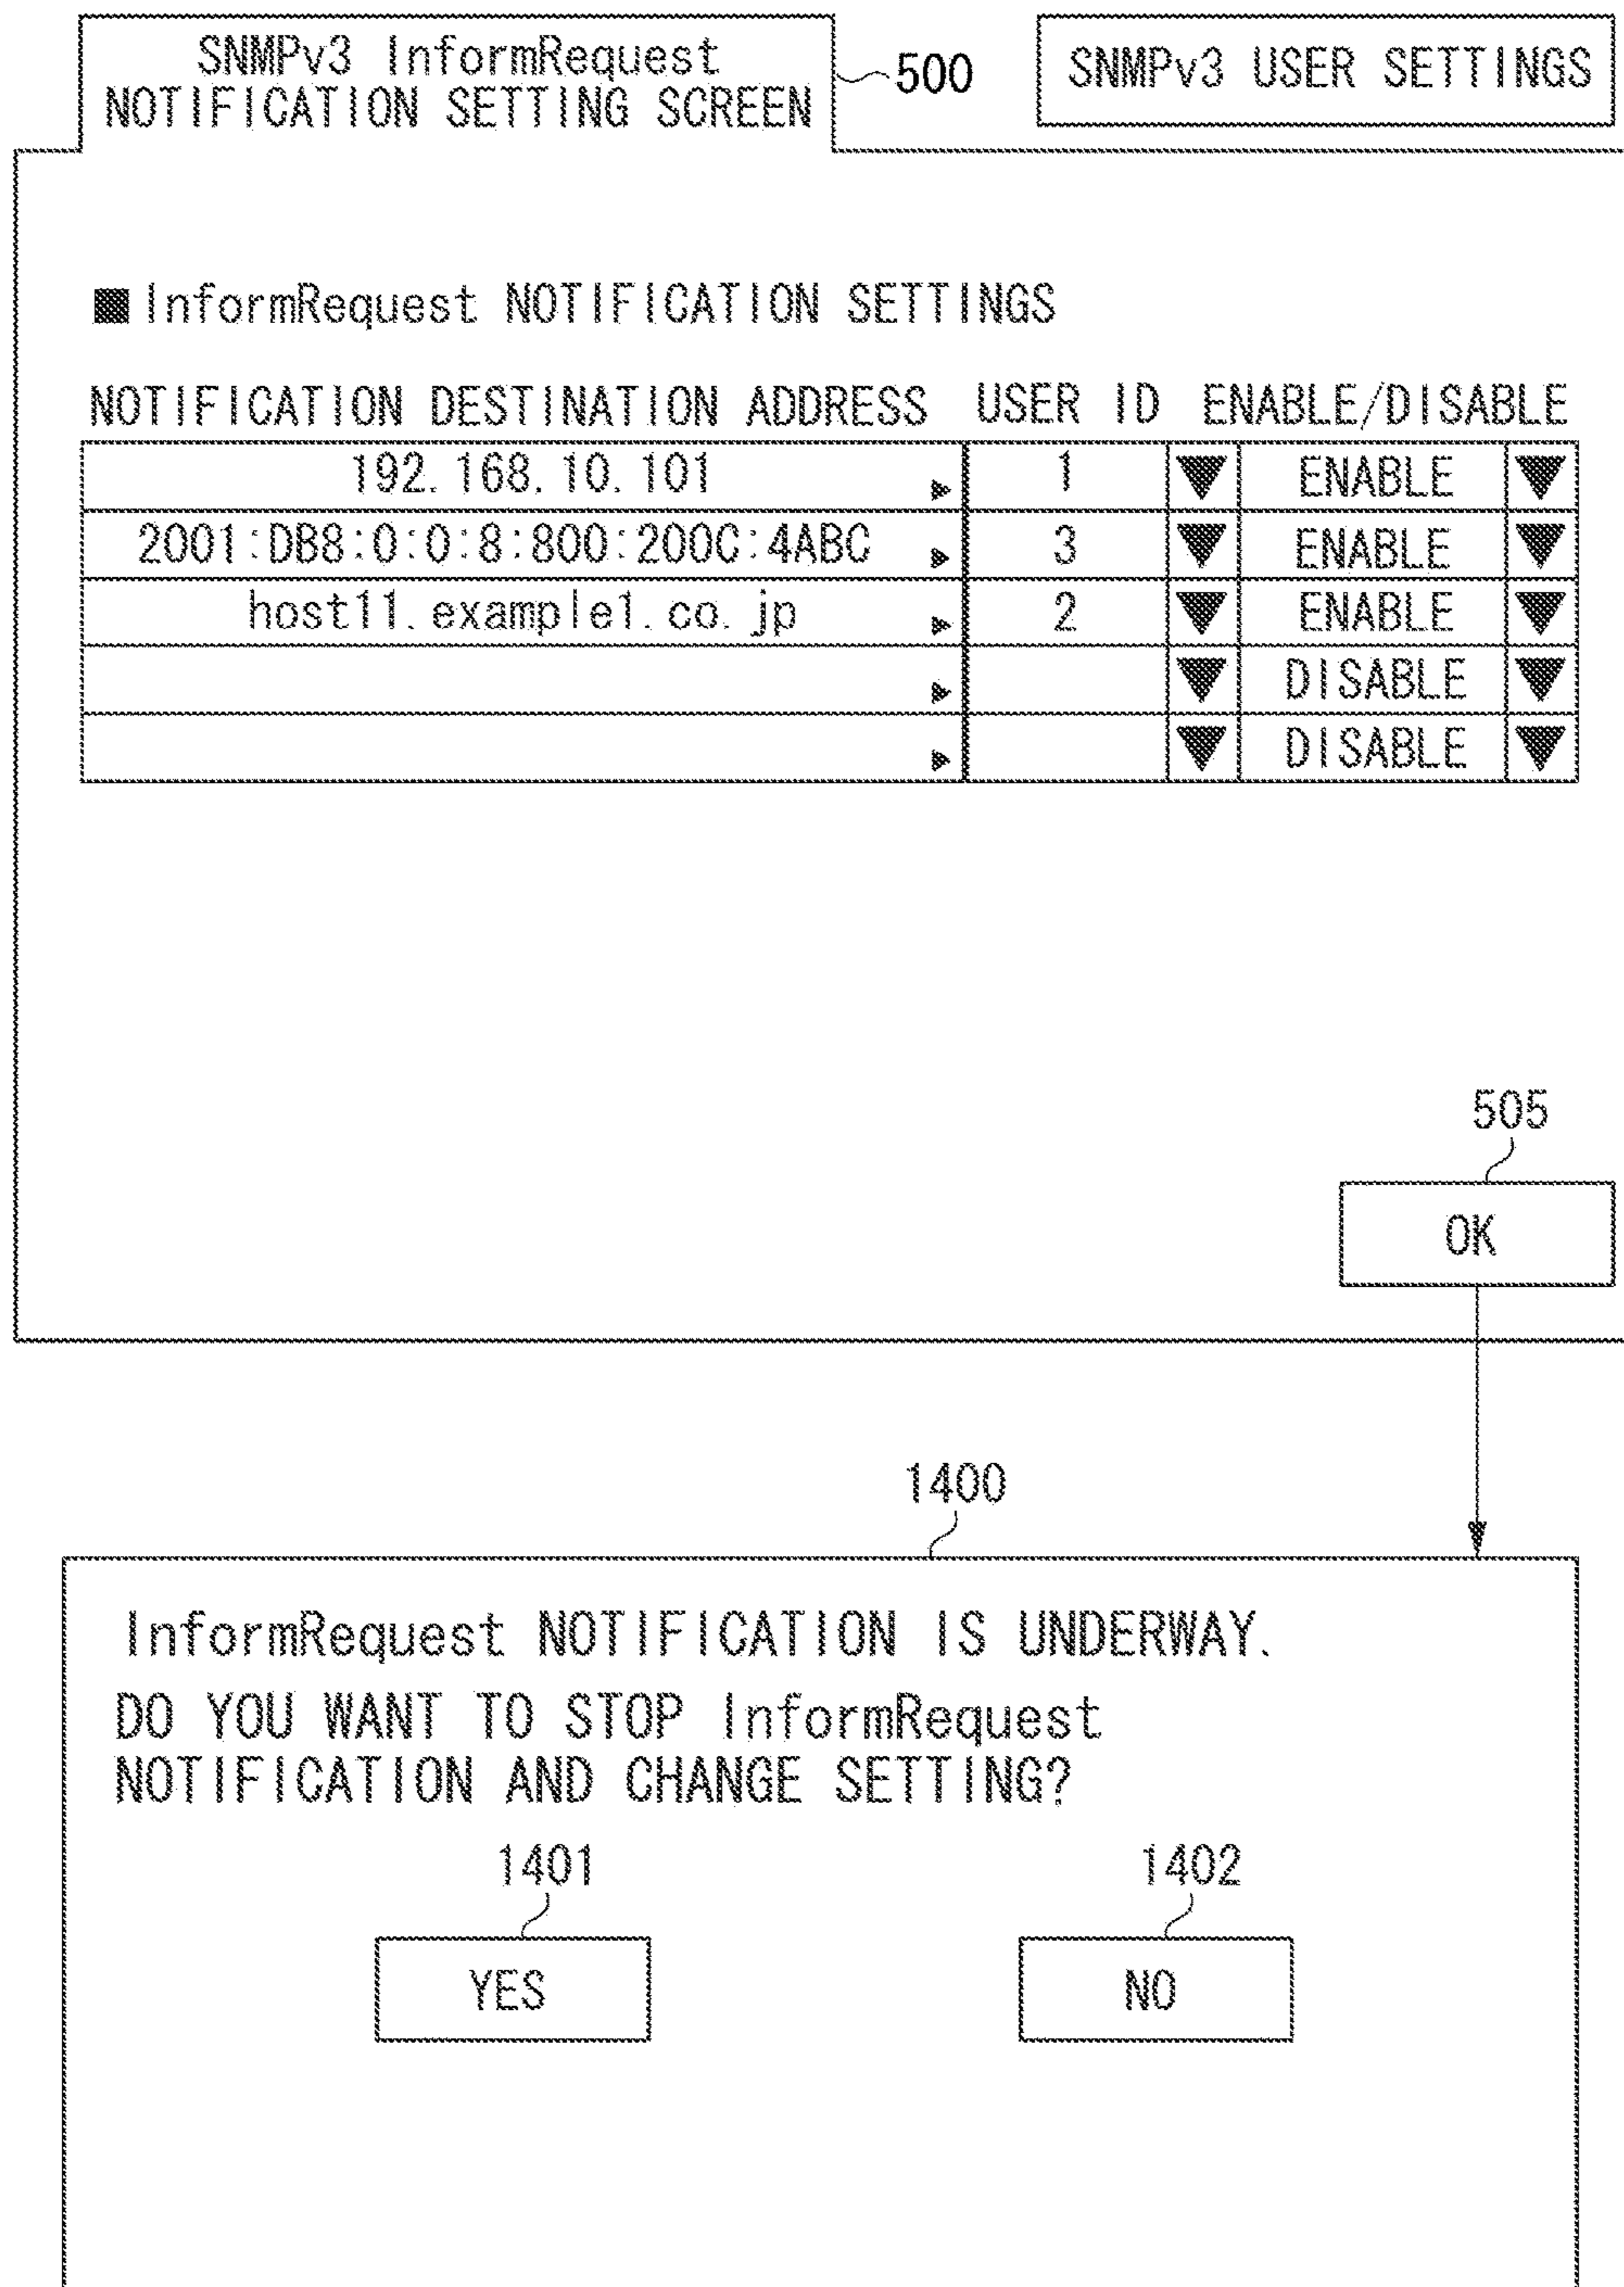 SNMPv3 InformRequest
NOTIFICATION SETTING SCREEN
500
SNMPv3 USER SETTINGS
■InformRequest NOTIFICATION SETTINGS
NOTIFICATION DESTINATION ADDRESS USER ID ENABLE/DISABLE
192.168.10.101 1 ENABLE
2001:DB8:0:0:8:800:200C:4ABC 3 ENABLE
host11.example1.co.jp 2 ENABLE
DISABLE
DISABLE
505
OK
1400
InformRequest NOTIFICATION IS UNDERWAY.
DO YOU WANT TO STOP InformRequest
NOTIFICATION AND CHANGE SETTING?
1401 1402
YES NO